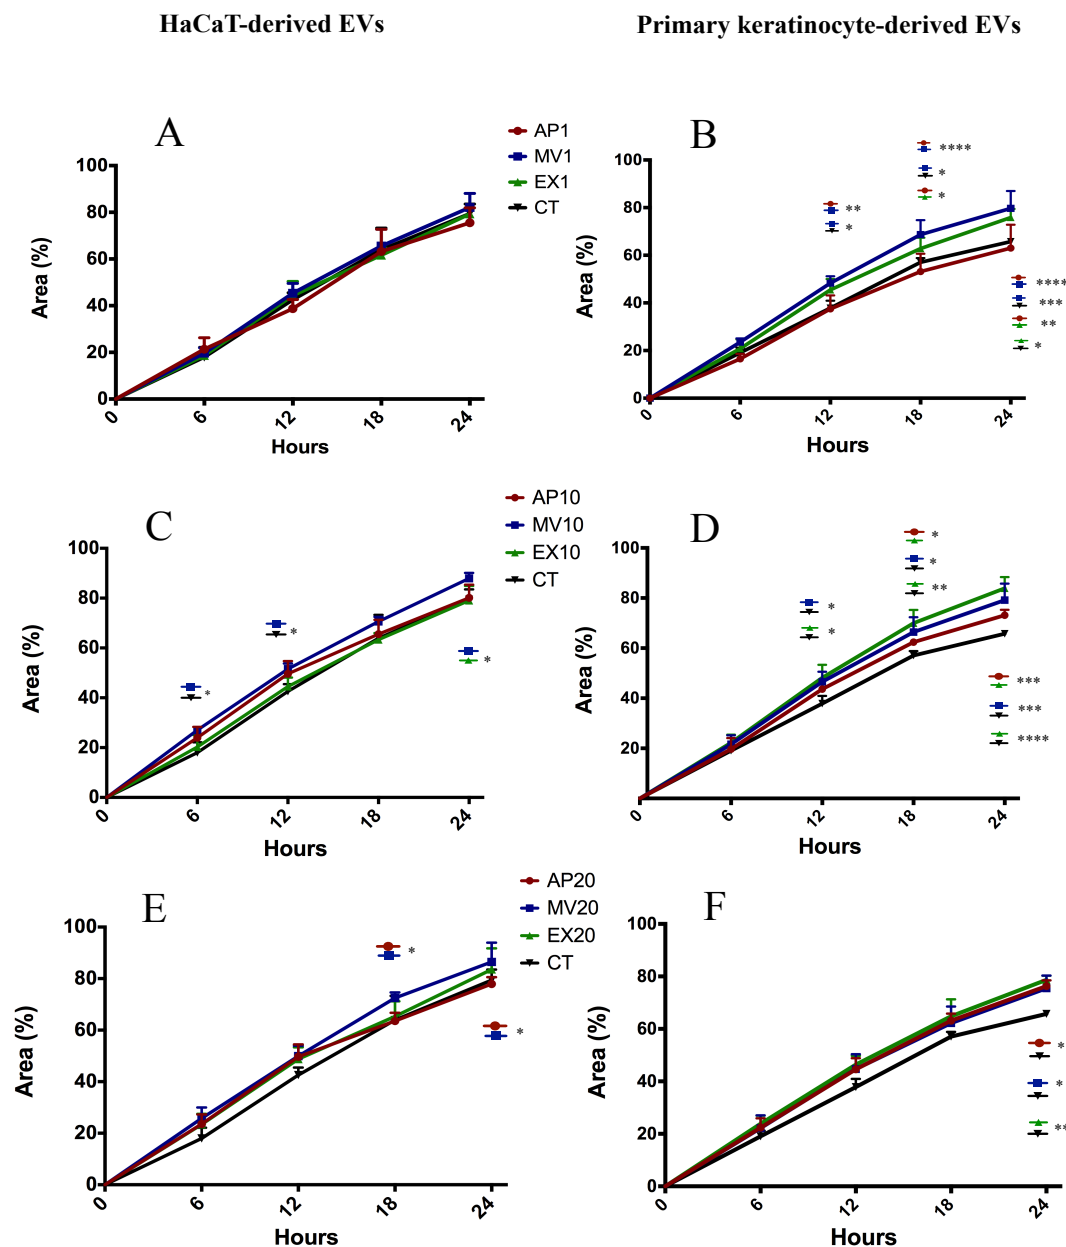 HaCaT-derived EVs
Primary keratinocyte-derived EVs
A
AP1
MV1
EX1
CT
100
80
60
40
20
0
Area (%)
0 6 12 18 24
Hours
B
100
80
60
40
20
0
Area (%)
0 6 12 18 24
Hours
**
*
****
*
*
****
***
**
*
C
AP10
MV10
EX10
CT
100
80
60
40
20
0
Area (%)
0 6 12 18 24
Hours
*
*
*
D
100
80
60
40
20
Area (%)
0 6 12 18 24
Hours
*
*
*
*
**
***
***
****
E
AP20
MV20
EX20
CT
100
80
60
40
20
0
Area (%)
0 6 12 18 24
Hours
*
*
F
100
80
60
40
20
0
Area (%)
0 6 12 18 24
Hours
*
*
**